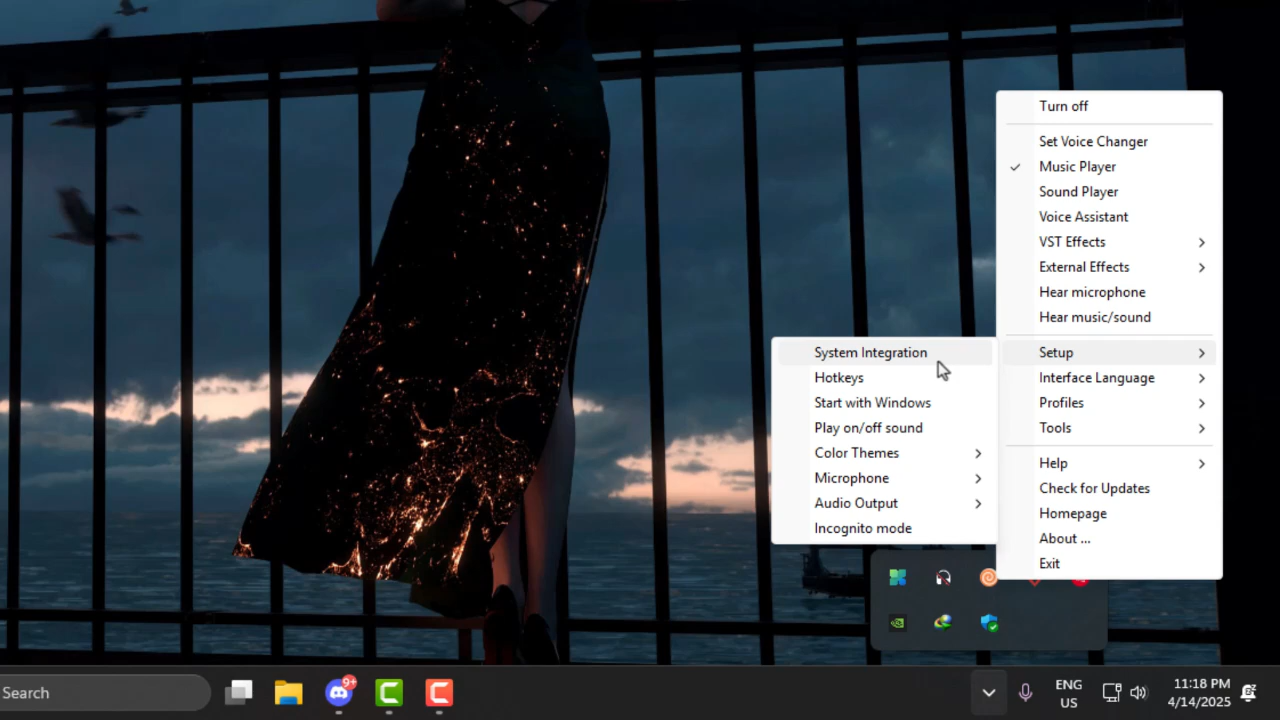 Turn off
Set Voice Changer
Music Player
Sound Player
Voice Assistant
VST Effects
External Effects
Hear microphone
Hear music/sound
Setup
Interface Language
Profiles
Tools
Help
Check for Updates
Homepage
About ...
Exit
System Integration
Hotkeys
Start with Windows
Play on/off sound
Color Themes
Microphone
Audio Output
Incognito mode
Search
9+
ENG
US
11:18 PM
4/14/2025